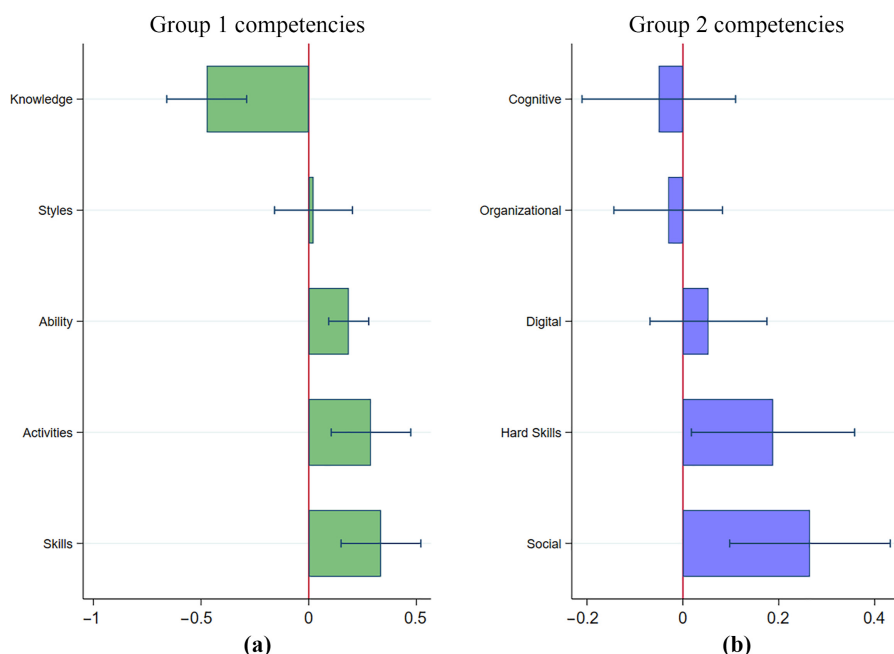 Group 1 competencies
Knowledge
Styles
Ability
Activities
Skills
−1 −0.5 0 0.5
(a)
Group 2 competencies
Cognitive
Organizational
Digital
Hard Skills
Social
−0.2 0 0.2 0.4
(b)